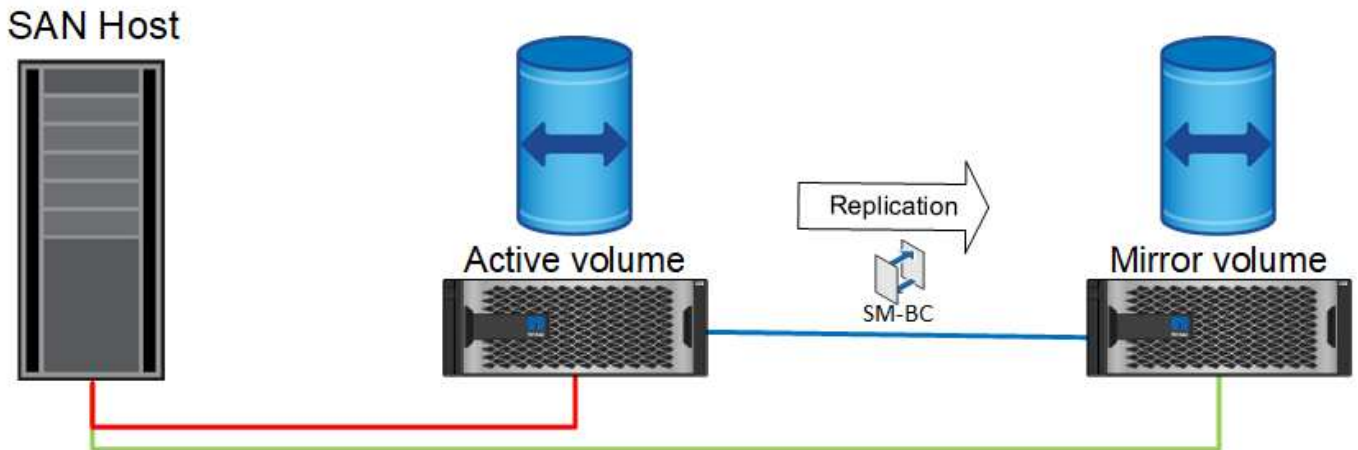 SAN Host
Replication
Active volume
Mirror volume
SM-BC